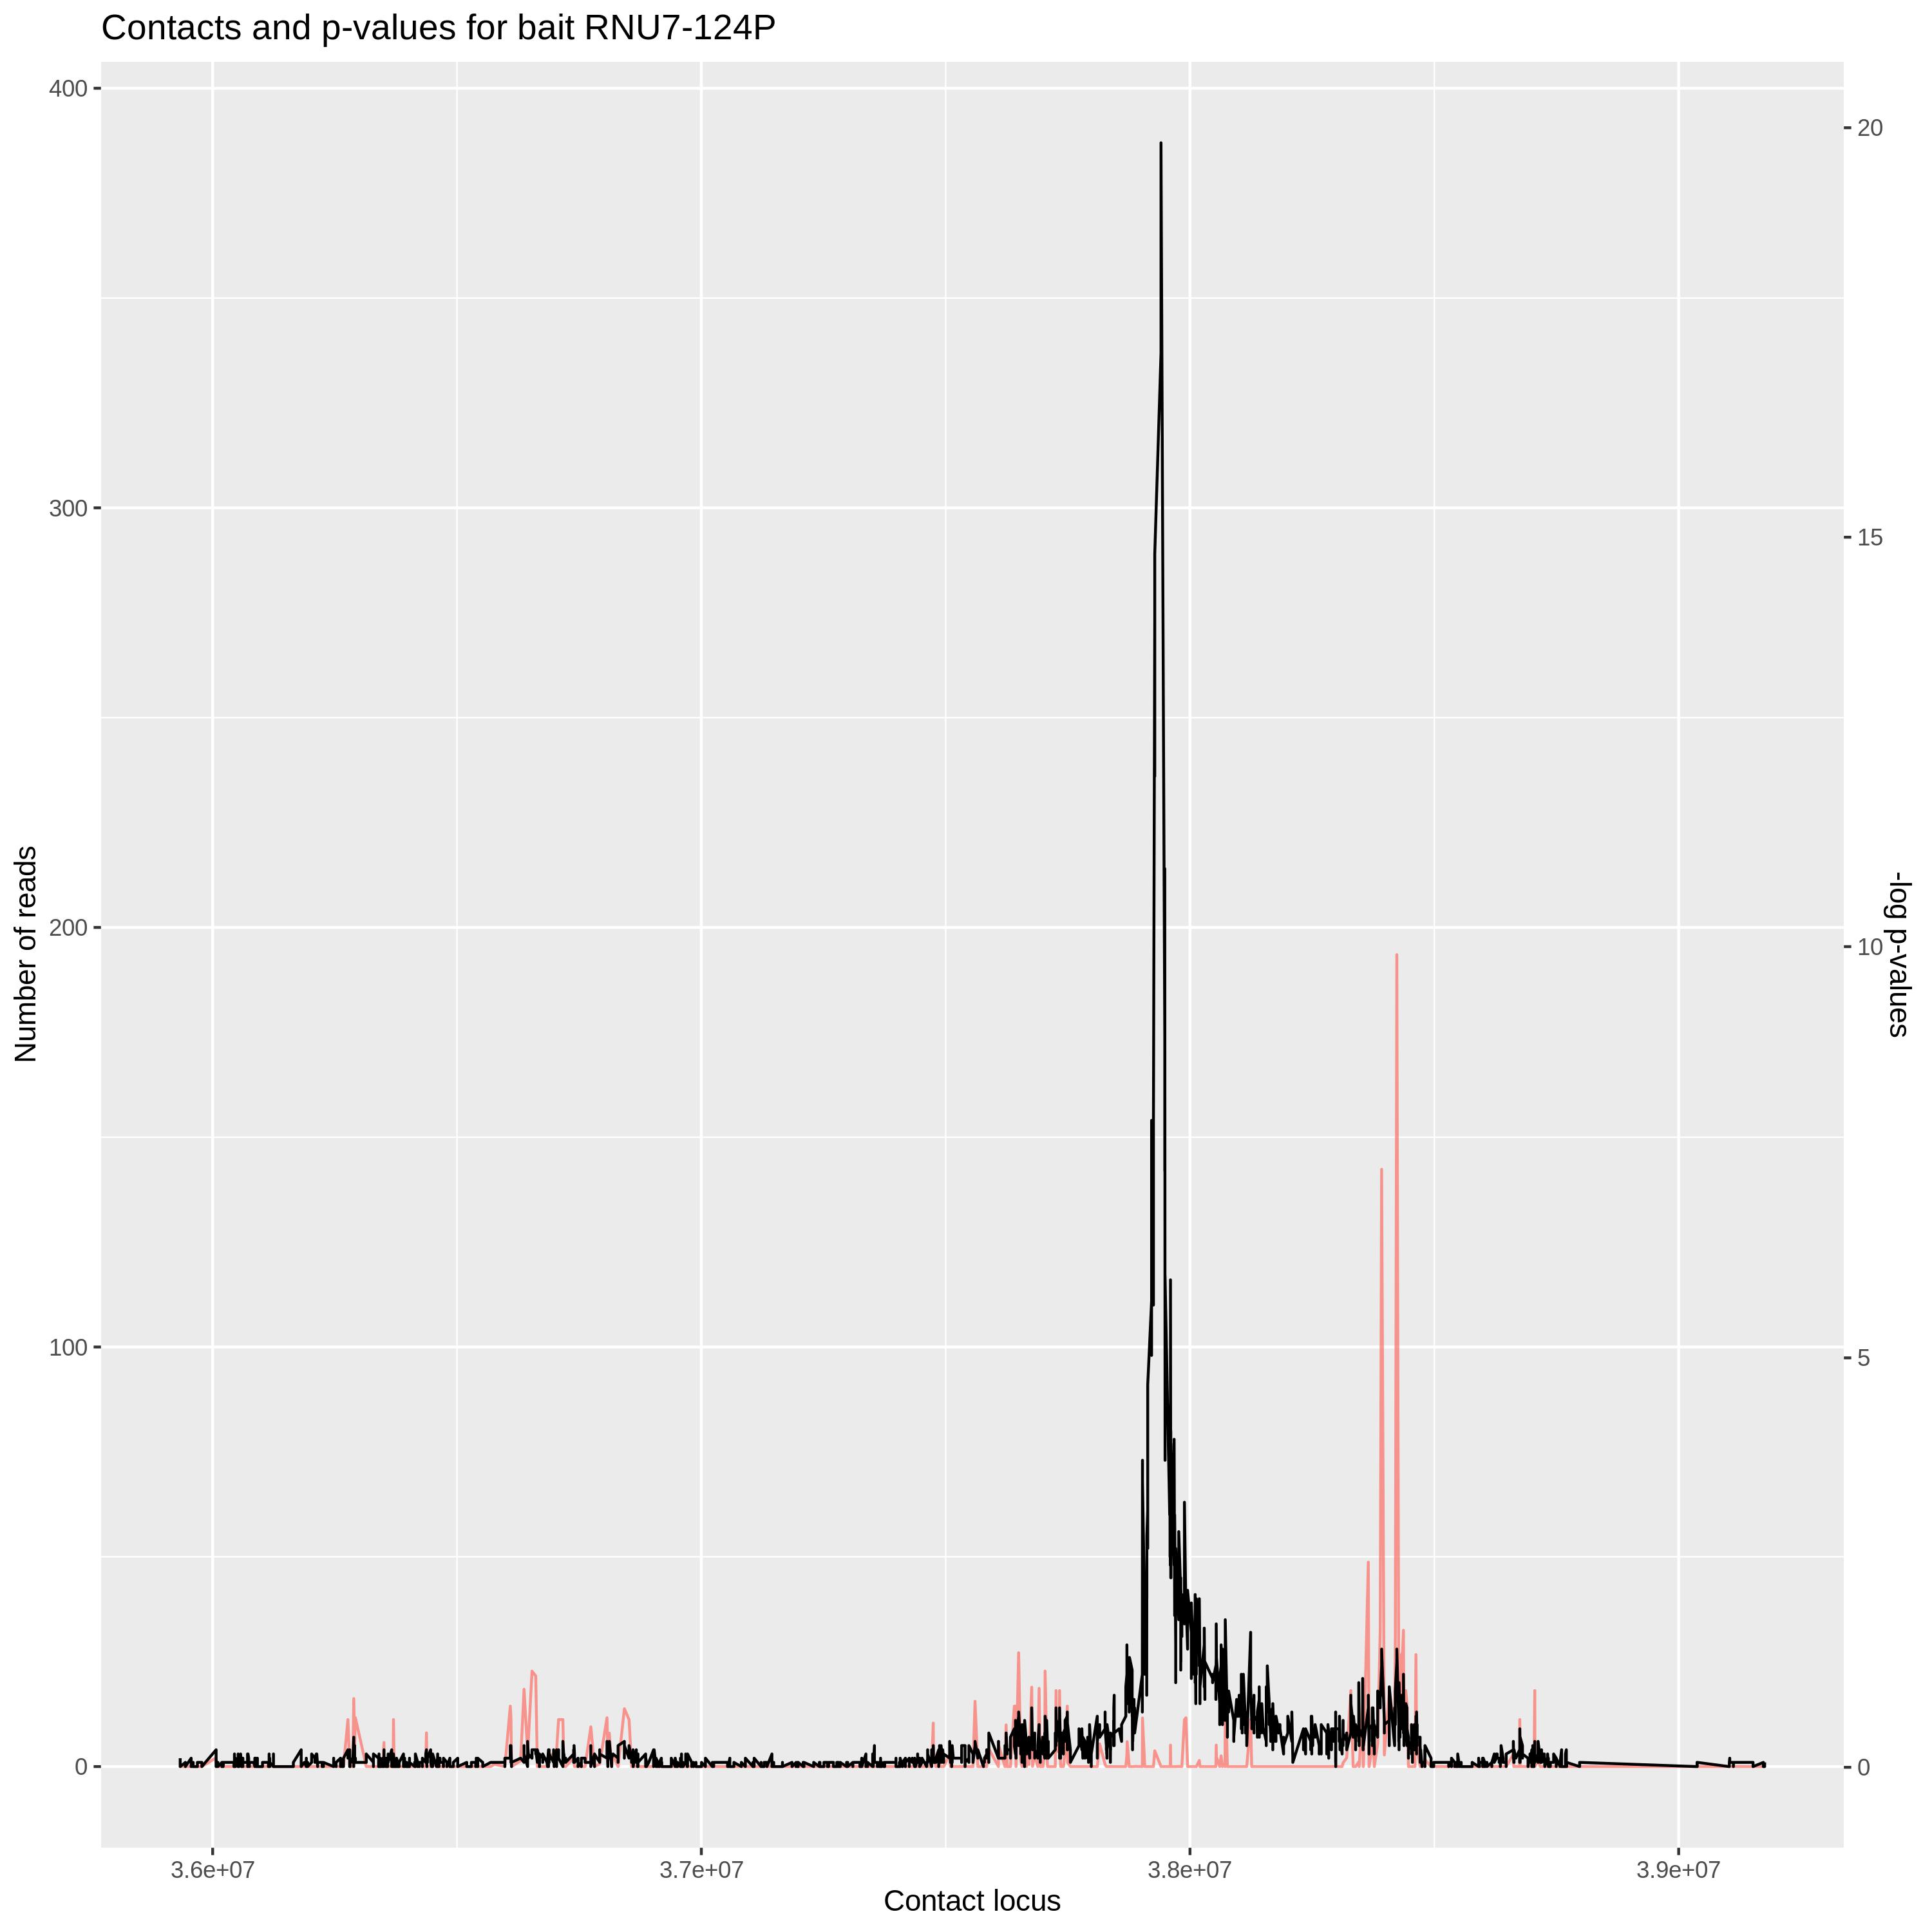 Contacts and p-values for bait RNU7-124P
400
300
200
100
0
Number of reads
20
15
10
5
0
-log p-values
3.6e+07
3.7e+07
3.8e+07
3.9e+07
Contact locus